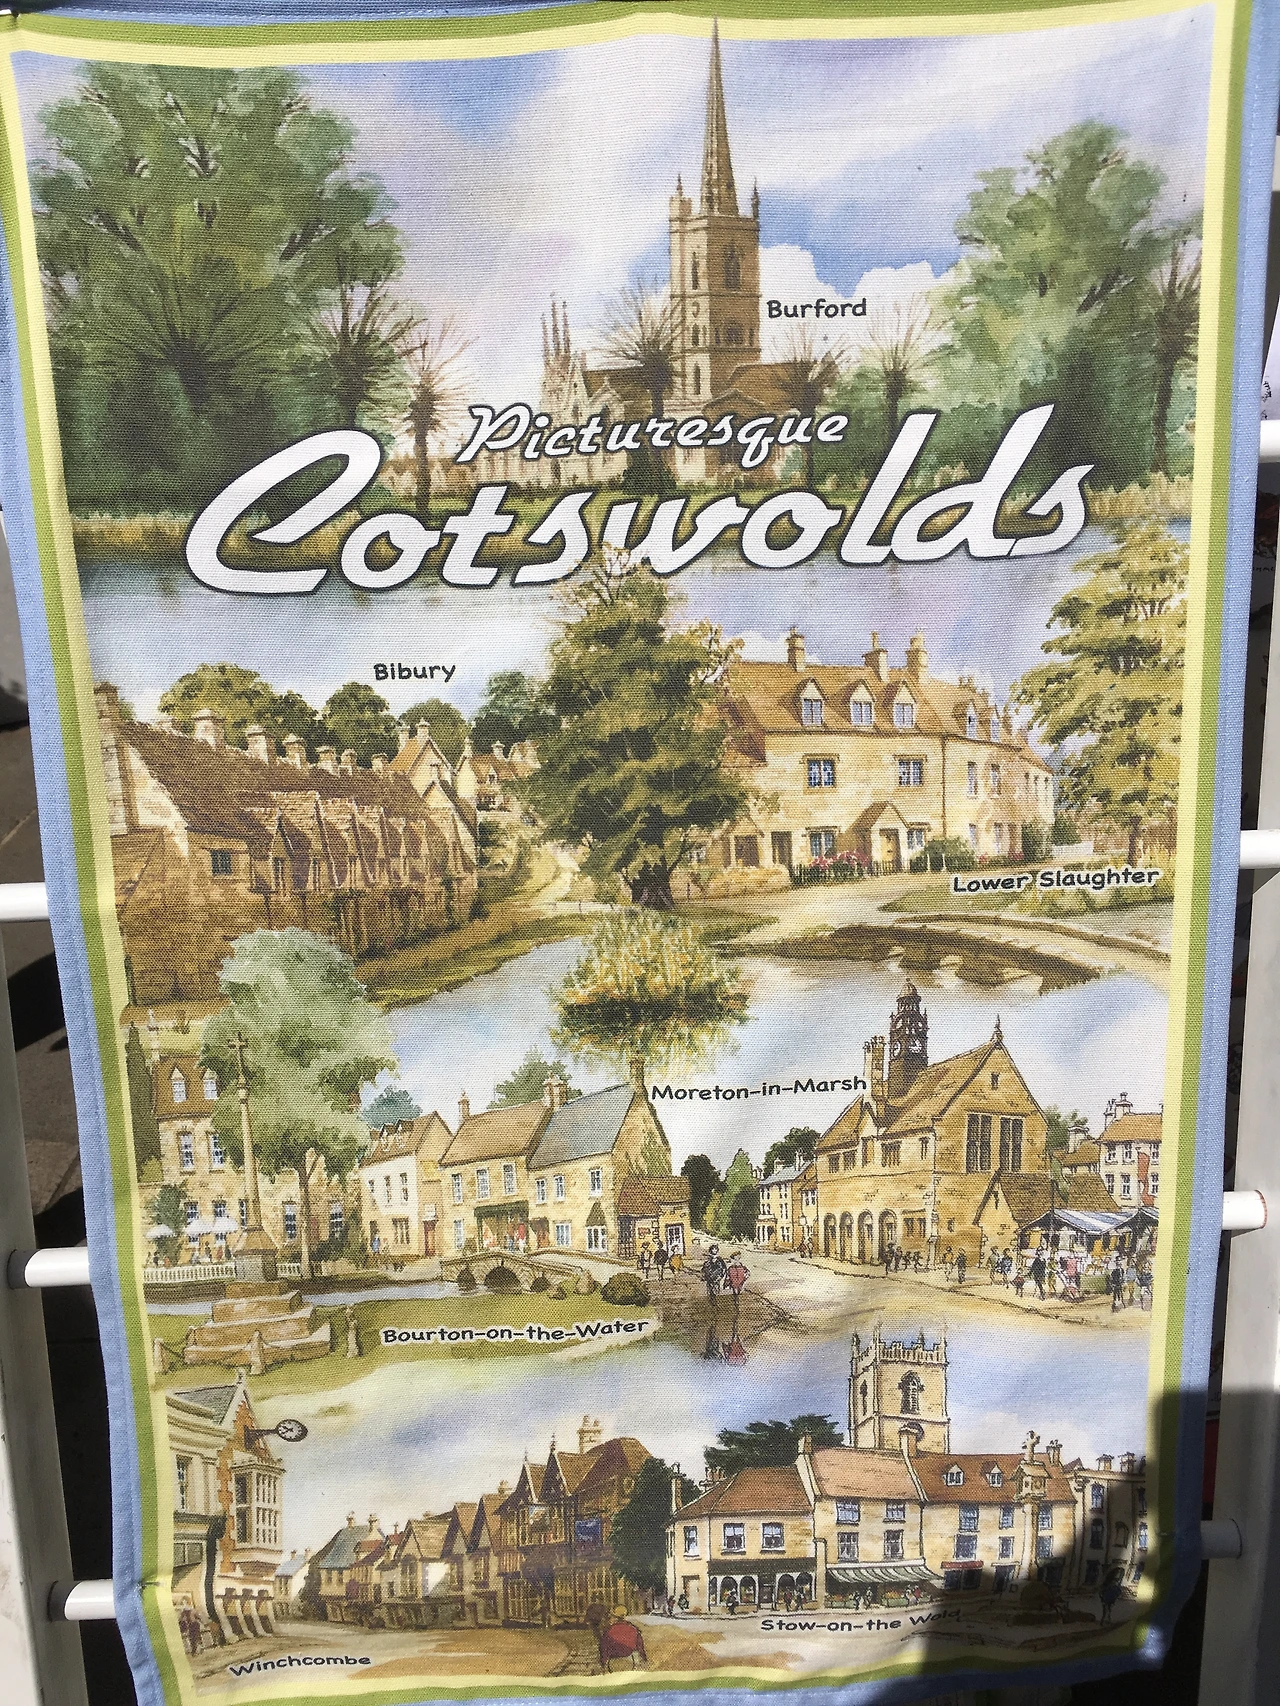 Burford
Picturesque
Cotswolds
Bibury
Lower Slaughter
Moreton-in-Marsh
Bourton-on-the-Water
Stow-on-the Wold
Winchcombe